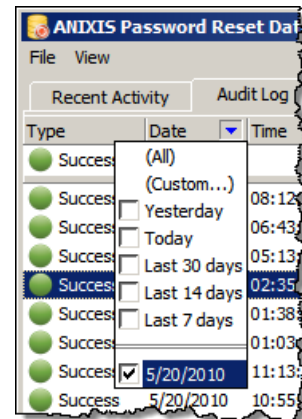 ANIXIS Password Reset Dat
File View
Recent Activity Audit Log
Type Date Time
Success (All)
(Custom...)
Success Yesterday 08:12
Success Today 06:43
Success Last 30 days 05:13
Success Last 14 days 02:35
Success Last 7 days 01:38
Success 01:03
Success 5/20/2010 11:13
Success 5/20/2010 10:55